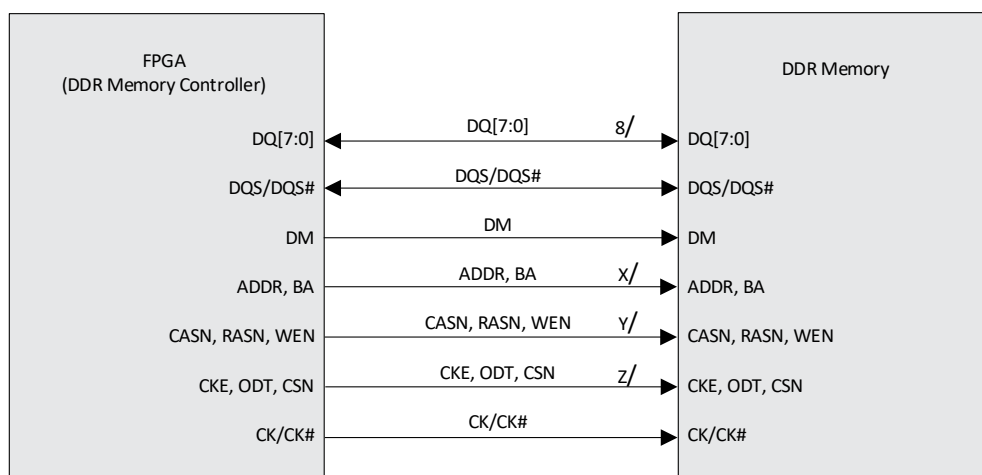 FPGA
(DDR Memory Controller)
DDR Memory
DQ[7:0] DQ[7:0] 8/ DQ[7:0]
DQS/DQS# DQS/DQS# DQS/DQS#
DM DM DM
ADDR, BA ADDR, BA X/ ADDR, BA
CASN, RASN, WEN CASN, RASN, WEN Y/ CASN, RASN, WEN
CKE, ODT, CSN CKE, ODT, CSN Z/ CKE, ODT, CSN
CK/CK# CK/CK# CK/CK#